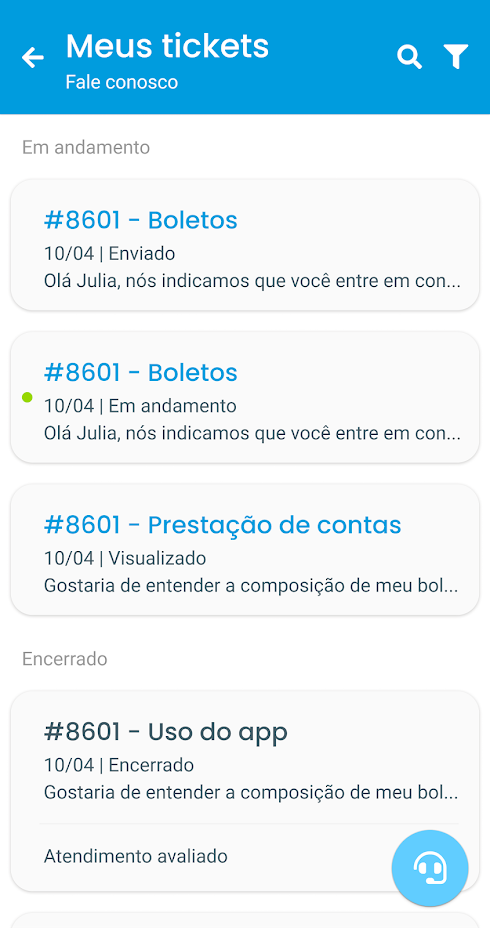 Meus tickets
Fale conosco
Em andamento
#8601 - Boletos
10/04 | Enviado
Olá Julia, nós indicamos que você entre em con...
#8601 - Boletos
10/04 | Em andamento
Olá Julia, nós indicamos que você entre em con...
#8601 - Prestação de contas
10/04 | Visualizado
Gostaria de entender a composição de meu bol...
Encerrado
#8601 - Uso do app
10/04 | Encerrado
Gostaria de entender a composição de meu bol...
Atendimento avaliado